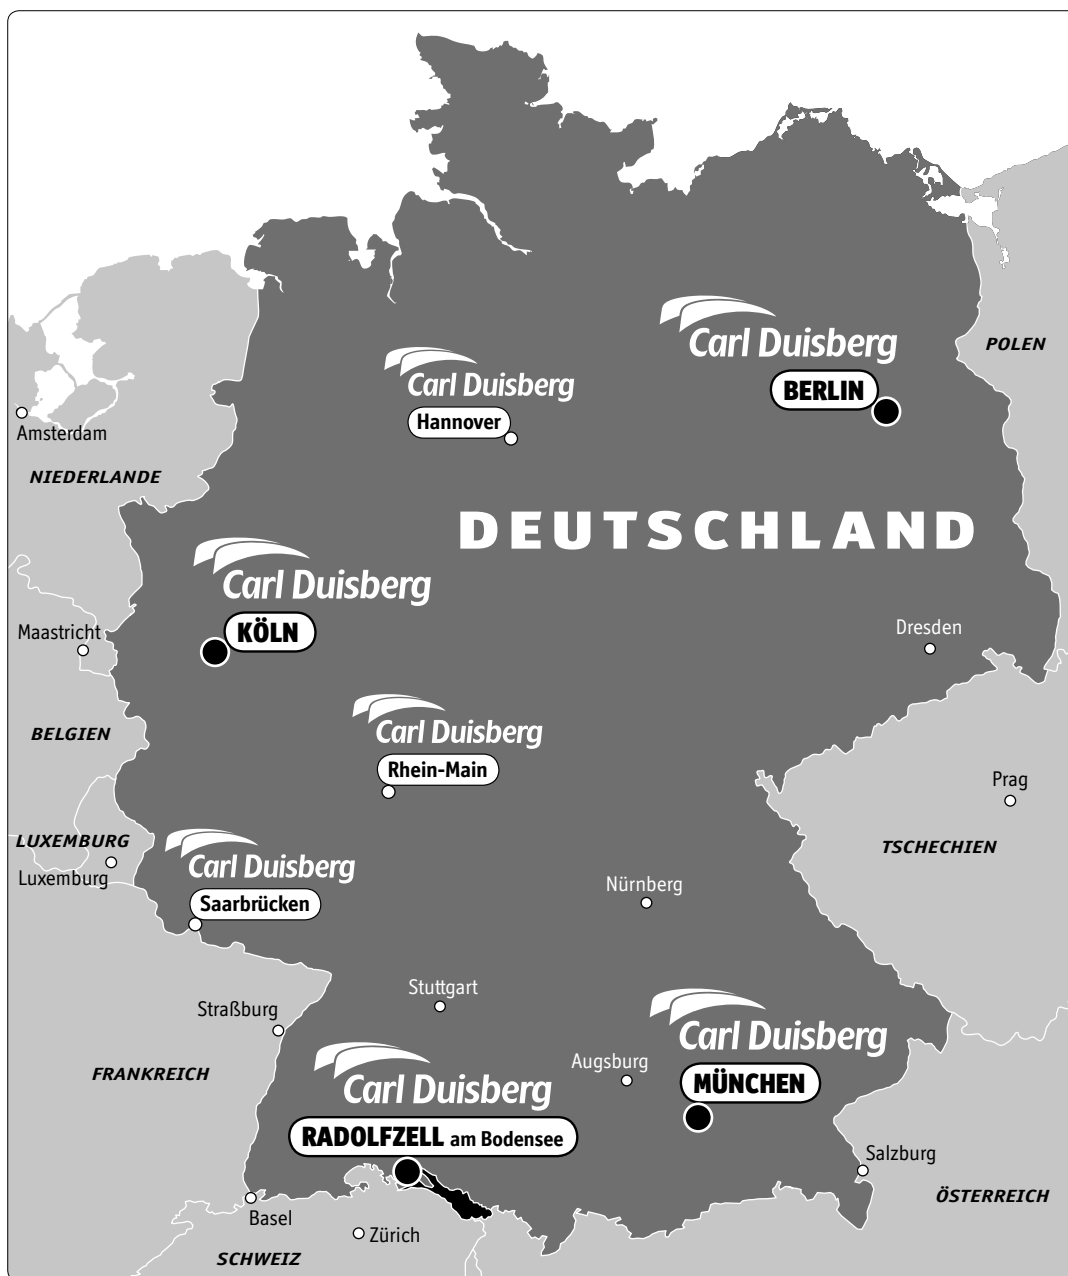 Carl Duisberg
POLEN
Carl Duisberg
BERLIN
Hannover
Amsterdam
NIEDERLANDE
DEUTSCHLAND
Carl Duisberg
KÖLN
Maastricht
Dresden
Carl Duisberg
BELGIEN
Rhein-Main
Prag
LUXEMBURG
TSCHECHIEN
Carl Duisberg
Luxemburg
Nürnberg
Saarbrücken
Stuttgart
Straßburg
Carl Duisberg
Augsburg
FRANKREICH
MÜNCHEN
Carl Duisberg
RADOLFZELL am Bodensee
Salzburg
ÖSTERREICH
Basel
Zürich
SCHWEIZ